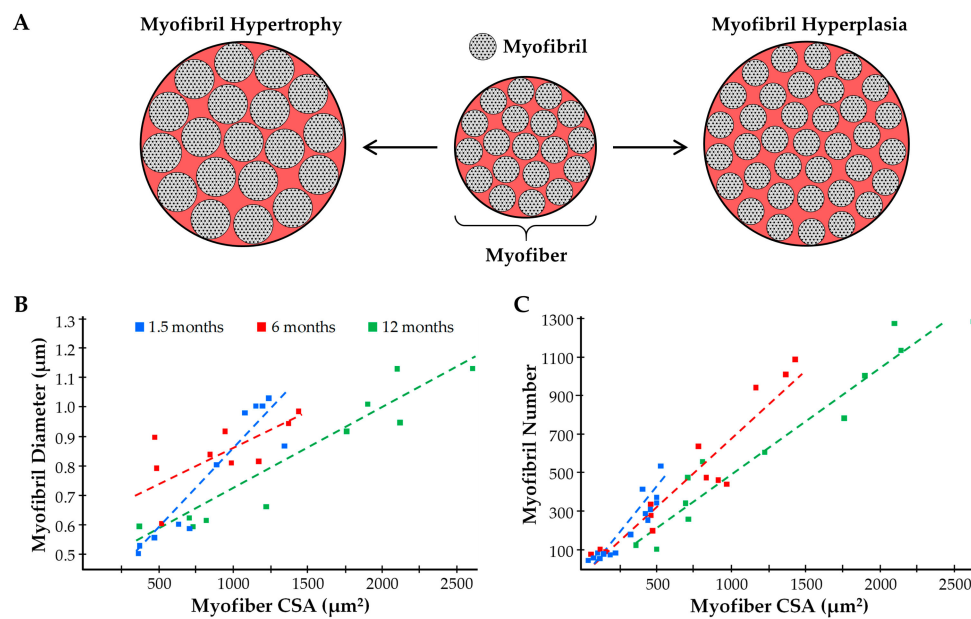 A
Myofibril Hypertrophy
Myofibril
Myofibril Hyperplasia
Myofiber
B
1.5 months
6 months
12 months
Myofibril Diameter (μm)
1.3
1.2
1.1
1.0
0.9
0.8
0.7
0.6
0.5
500
1000
1500
2000
2500
Myofiber CSA (μm²)
C
Myofibril Number
1300
1100
900
700
500
300
100
500
1000
1500
2000
2500
Myofiber CSA (μm²)